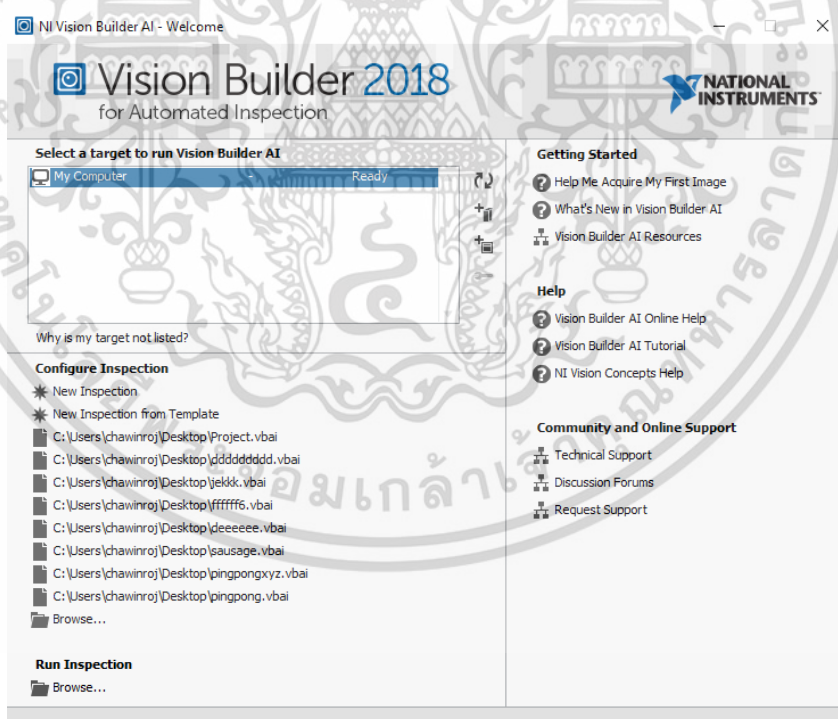 NI Vision Builder AI - Welcome
Vision Builder 2018
for Automated Inspection
NATIONAL
INSTRUMENTS
Select a target to run Vision Builder AI
My Computer - Ready
Why is my target not listed?
Configure Inspection
New Inspection
New Inspection from Template
C:\Users\chawinroj\Desktop\Project.vbai
C:\Users\chawinroj\Desktop\ddddddddd.vbai
C:\Users\chawinroj\Desktop\jekkk.vbai
C:\Users\chawinroj\Desktop\ffffff6.vbai
C:\Users\chawinroj\Desktop\deeeeee.vbai
C:\Users\chawinroj\Desktop\sausage.vbai
C:\Users\chawinroj\Desktop\pingpongxyz.vbai
C:\Users\chawinroj\Desktop\pingpong.vbai
Browse...
Run Inspection
Browse...
Getting Started
Help Me Acquire My First Image
What's New in Vision Builder AI
Vision Builder AI Resources
Help
Vision Builder AI Online Help
Vision Builder AI Tutorial
NI Vision Concepts Help
Community and Online Support
Technical Support
Discussion Forums
Request Support